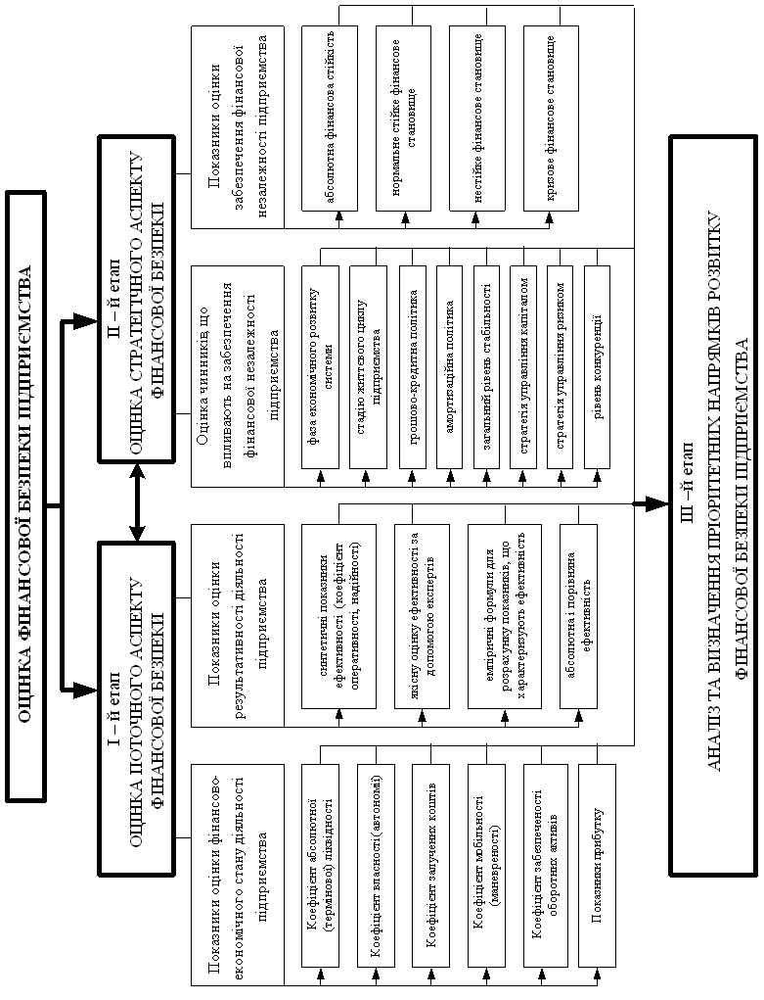 ОЦІНКА ФІНАНСОВОЇ БЕЗПЕКИ ПІДПРИЄМСТВА
І – й етап
ОЦІНКА ПОТОЧНОГО АСПЕКТУ
ФІНАНСОВОЇ БЕЗПЕКИ
ІІ – й етап
ОЦІНКА СТРАТЕГІЧНОГО АСПЕКТУ
ФІНАНСОВОЇ БЕЗПЕКИ
Показники оцінки фінансово-
економічного стану діяльності
підприємства
Коефіцієнт абсолютної
(термінової) ліквідності
Коефіцієнт власності(автономії)
Коефіцієнт залучених коштів
Коефіцієнт мобільності
(маневреності)
Коефіцієнт забезпеченості
оборотних активів
Показники прибутку
Показники оцінки
результативності діяльності
підприємства
синтетичні показники
ефективності (коефіцієнт
оперативності, надійності)
якісну оцінку ефективності за
допомогою експертів
емпіричні формули для
розрахунку показників, що
характеризують ефективність
абсолютна і порівняна
ефективність
Оцінка чинників, що
впливають на забезпечення
фінансової незалежності
підприємства
фаза економічного розвитку
системи
стадію життєвого циклу
підприємства
грошово-кредитна політика
амортизаційна політика
загальний рівень стабільності
стратегія управління капіталом
стратегія управління ризиком
рівень конкуренції
Показники оцінки
забезпечення фінансової
незалежності підприємства
абсолютна фінансова стійкість
нормальне стійке фінансове
становище
нестійке фінансове становище
кризове фінансове становище
ІІІ –й етап
АНАЛІЗ ТА ВИЗНАЧЕННЯ ПРІОРИТЕТНИХ НАПРЯМКІВ РОЗВИТКУ
ФІНАНСОВОЇ БЕЗПЕКИ ПІДПРИЄМСТВА